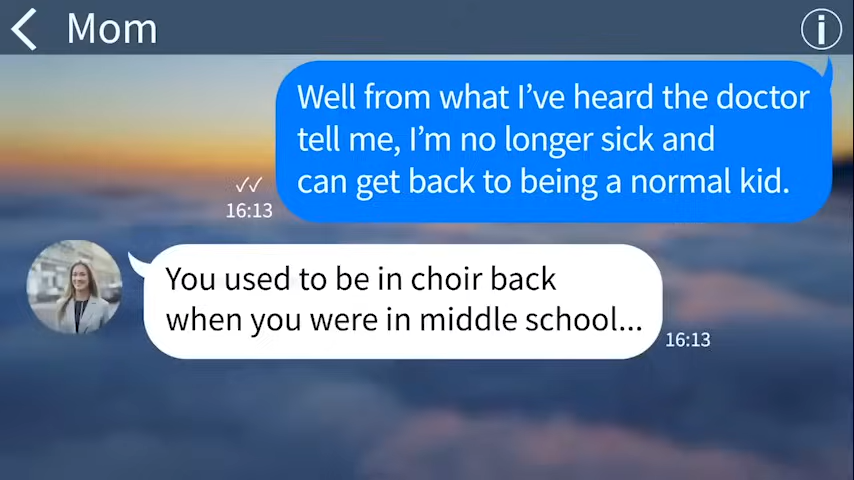 Mom
Well from what I've heard the doctor
tell me, I'm no longer sick and
can get back to being a normal kid.
16:13
You used to be in choir back
when you were in middle school...
16:13